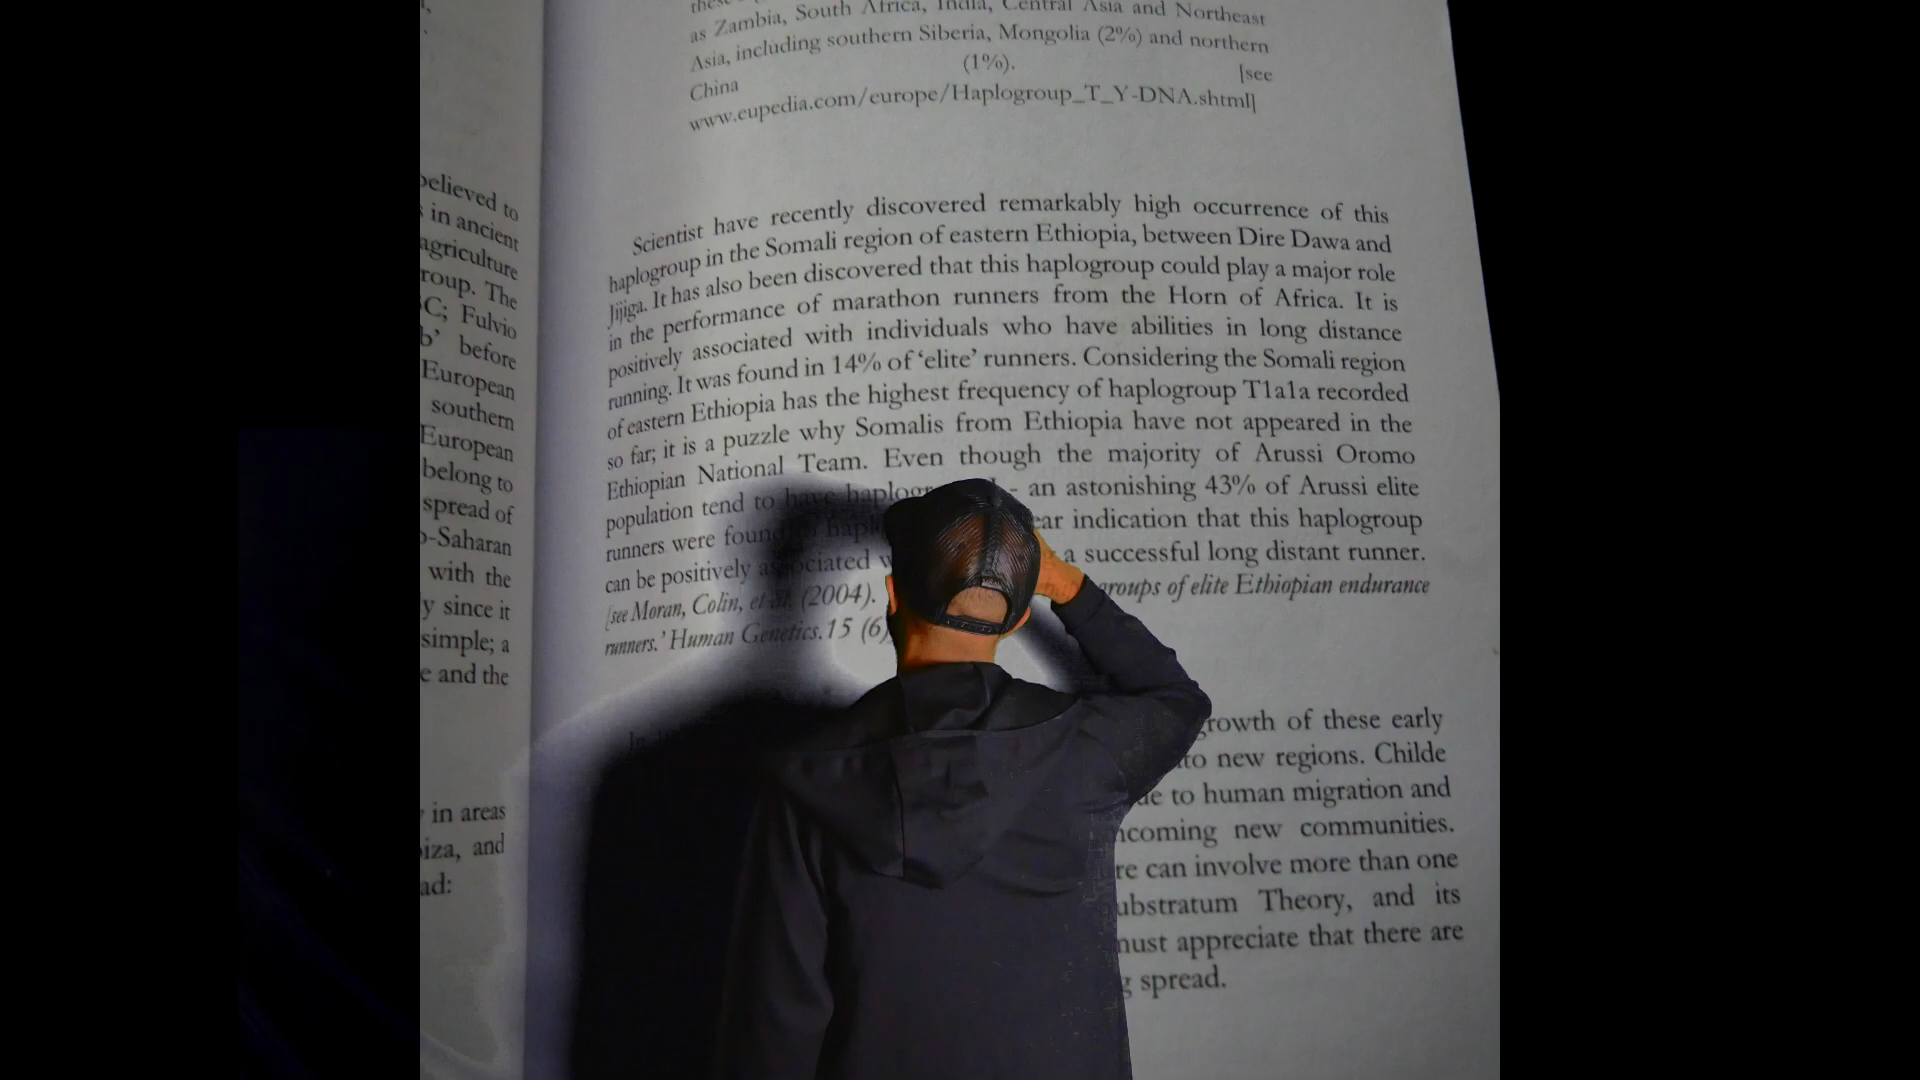 as Zambia, South Africa, India, Central Asia and Northeast
Asia, including southern Siberia, Mongolia (2%) and northern
China (1%). [see
www.eupedia.com/europe/Haplogroup_T_Y-DNA.shtml]
believed to
in ancient
agriculture
roup. The
C; Fulvio
b' before
European
southern
European
belong to
spread of
o-Saharan
with the
y since it
simple; a
e and the
in areas
iza, and
ad:
Scientist have recently discovered remarkably high occurrence of this
haplogroup in the Somali region of eastern Ethiopia, between Dire Dawa and
Jijiga. It has also been discovered that this haplogroup could play a major role
in the performance of marathon runners from the Horn of Africa. It is
positively associated with individuals who have abilities in long distance
running. It was found in 14% of 'elite' runners. Considering the Somali region
of eastern Ethiopia has the highest frequency of haplogroup T1a1a recorded
so far; it is a puzzle why Somalis from Ethiopia have not appeared in the
Ethiopian National Team. Even though the majority of Arussi Oromo
population tend to have haplogr - an astonishing 43% of Arussi elite
runners were found hapl ear indication that this haplogroup
can be positively associated w a successful long distant runner.
[see Moran, Colin, et al. (2004). groups of elite Ethiopian endurance
runners.' Human Genetics.15 (6)
In
rowth of these early
to new regions. Childe
ue to human migration and
ncoming new communities.
re can involve more than one
ubstratum Theory, and its
must appreciate that there are
g spread.